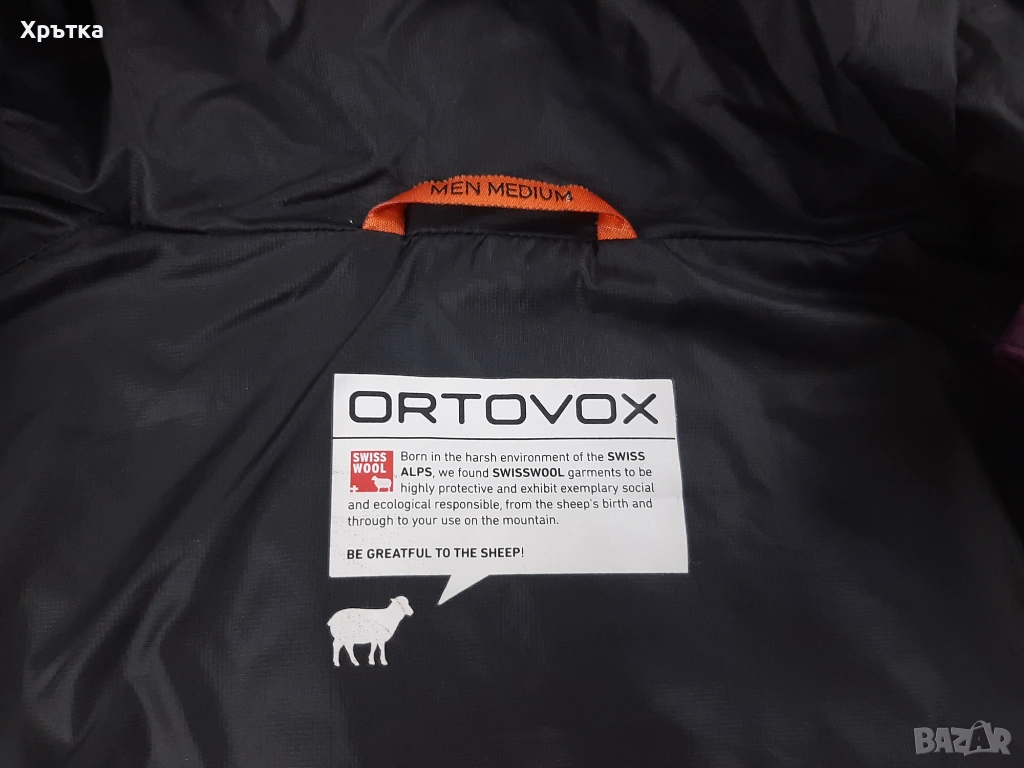 Хрътка
MEN MEDIUM
ORTOVOX
SWISS
WOOL
Born in the harsh environment of the SWISS
ALPS, we found SWISSWOOL garments to be
highly protective and exhibit exemplary social
and ecological responsible, from the sheep's birth and
through to your use on the mountain.
BE GREATFUL TO THE SHEEP!
BAZAR